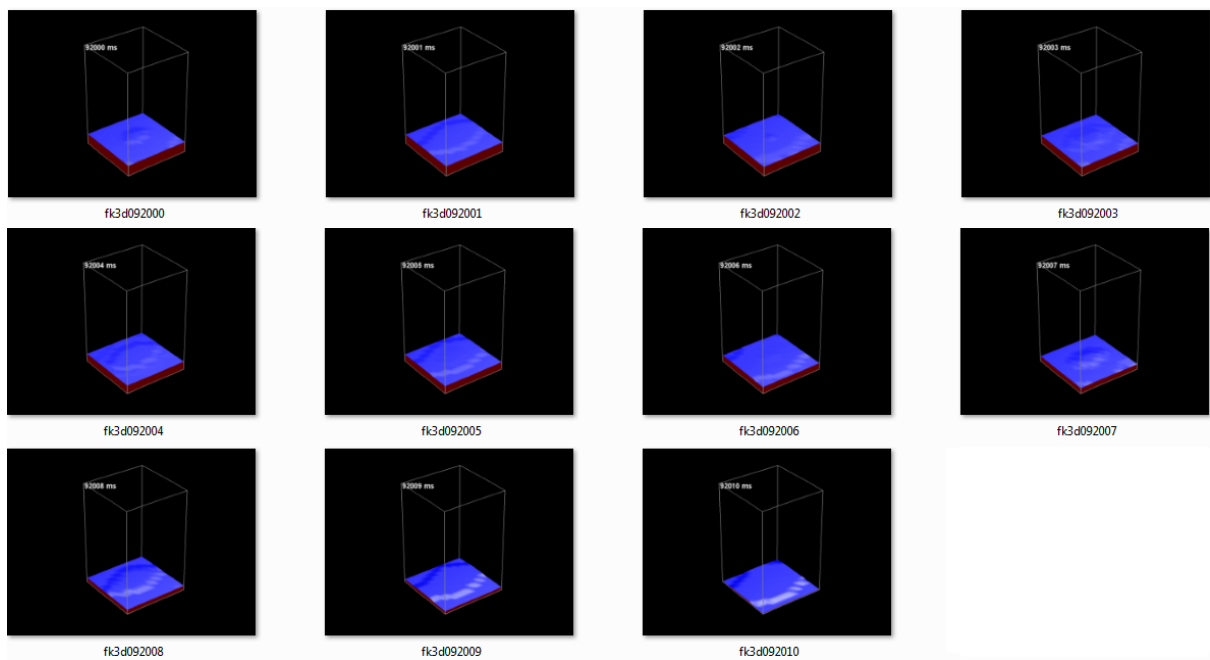 92000 ms
92001 ms
92002 ms
92003 ms
fk3d092000
fk3d092001
fk3d092002
fk3d092003
92004 ms
92005 ms
92006 ms
92007 ms
fk3d092004
fk3d092005
fk3d092006
fk3d092007
92008 ms
92009 ms
92010 ms
fk3d092008
fk3d092009
fk3d092010